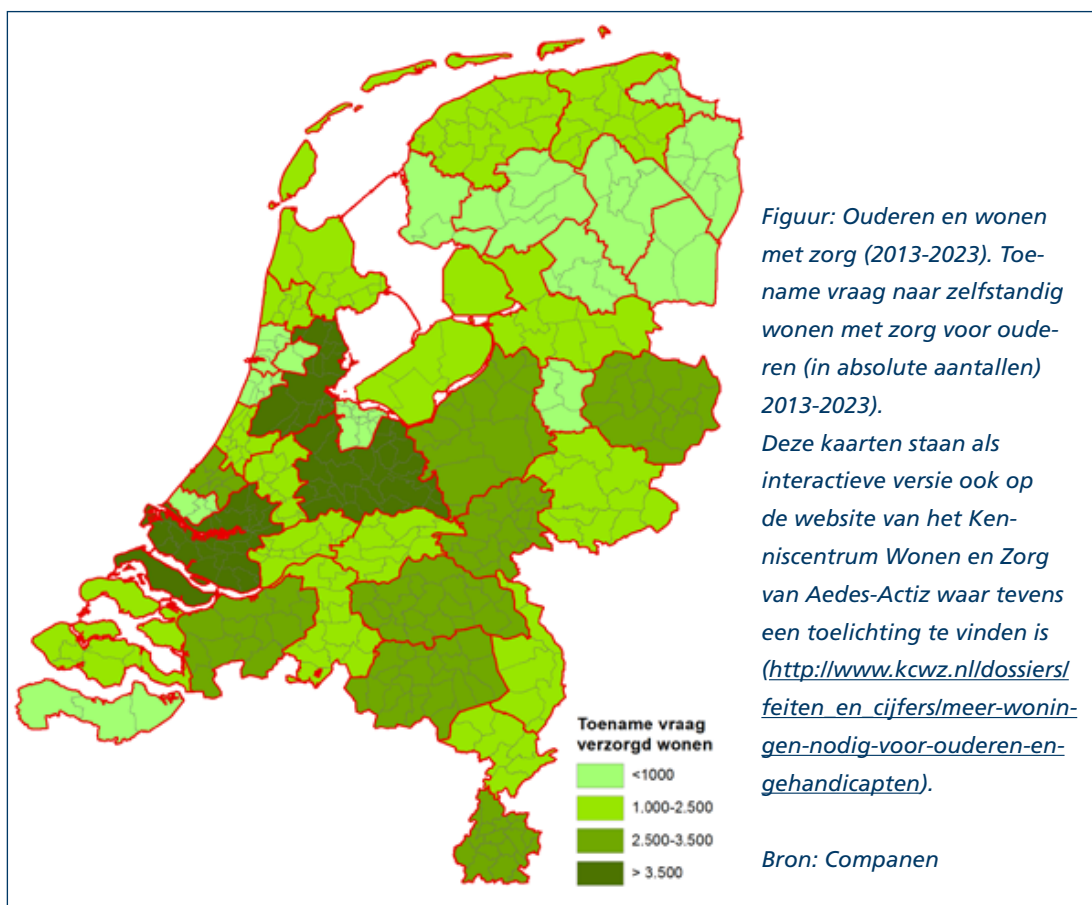 Figuur: Ouderen en wonen
met zorg (2013-2023). Toe-
name vraag naar zelfstandig
wonen met zorg voor oude-
ren (in absolute aantallen)
2013-2023).
Deze kaarten staan als
interactieve versie ook op
de website van het Ken-
niscentrum Wonen en Zorg
van Aedes-Actiz waar tevens
een toelichting te vinden is
(http://www.kcwz.nl/dossiers/
feiten_en_cijfers/meer-wonin-
gen-nodig-voor-ouderen-en-
gehandicapten).
Bron: Companen
Toename vraag
verzorgd wonen
<1000
1.000-2.500
2.500-3.500
> 3.500